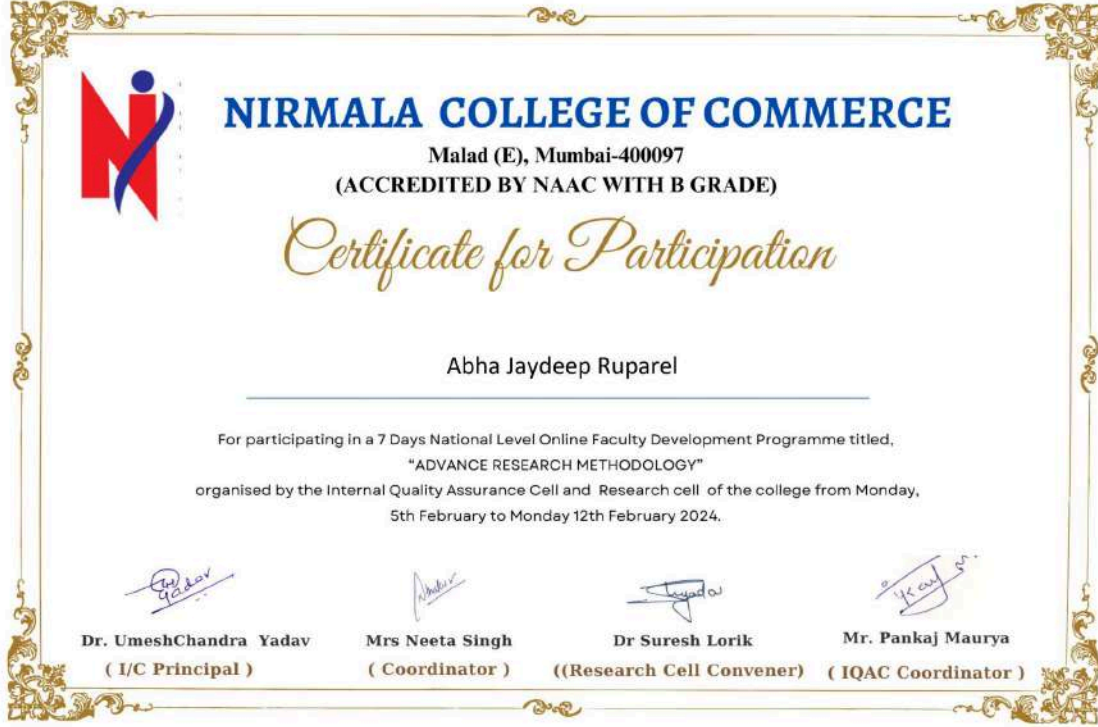 NIRMALA COLLEGE OF COMMERCE
Malad (E), Mumbai-400097
(ACCREDITED BY NAAC WITH B GRADE)
Certificate for Participation
Abha Jaydeep Ruparel
For participating in a 7 Days National Level Online Faculty Development Programme titled,
“ADVANCE RESEARCH METHODOLOGY”
organised by the Internal Quality Assurance Cell and Research cell of the college from Monday,
5th February to Monday 12th February 2024.
Dr. UmeshChandra Yadav Mrs Neeta Singh Dr Suresh Lorik Mr. Pankaj Maurya
( I/C Principal ) ( Coordinator ) ((Research Cell Convener) ( IQAC Coordinator )